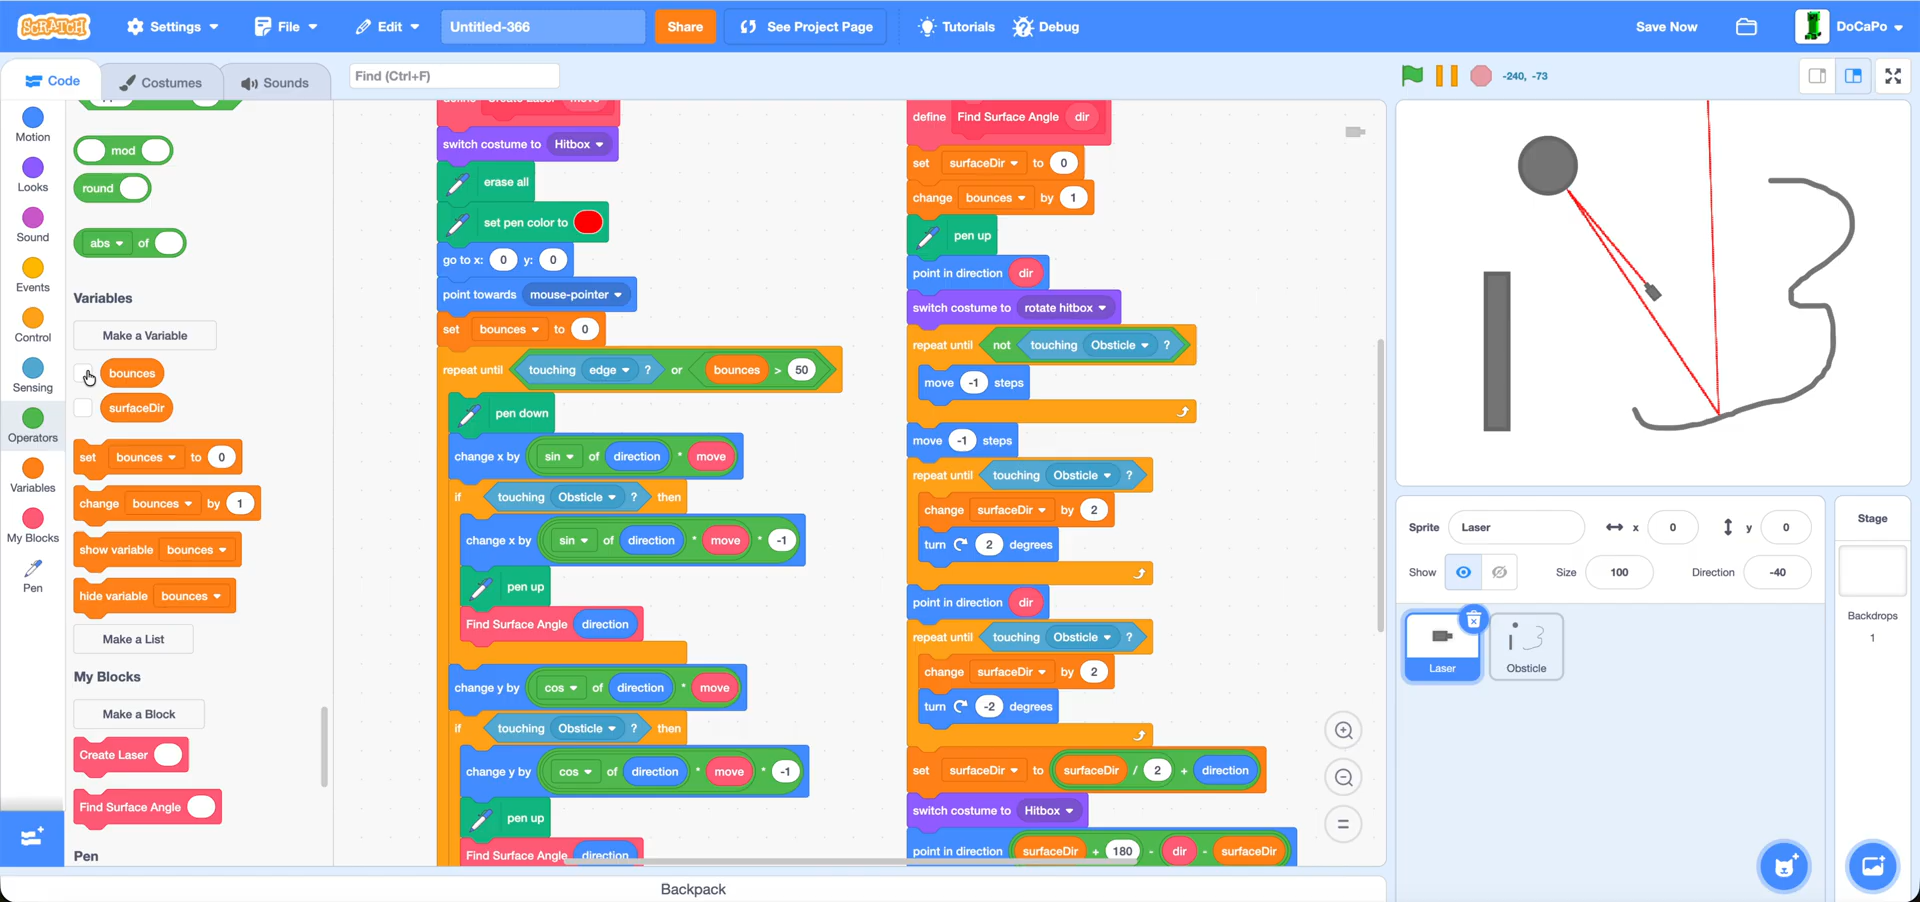 SCRATCH Settings File Edit Untitled-366 Share See Project Page Tutorials Debug Save Now DoCaPo
Code Costumes Sounds Find (Ctrl+F) -240, -73
Motion
Looks
Sound
Events
Control
Sensing
Operators
Variables
My Blocks
Pen
mod
round
abs of
Variables
Make a Variable
bounces
surfaceDir
set bounces to 0
change bounces by 1
show variable bounces
hide variable bounces
Make a List
My Blocks
Make a Block
Create Laser
Find Surface Angle
Pen
define Create Laser move
switch costume to Hitbox
erase all
set pen color to
go to x: 0 y: 0
point towards mouse-pointer
set bounces to 0
repeat until touching edge ? or bounces > 50
pen down
change x by sin of direction * move
if touching Obsticle ? then
change x by sin of direction * move * -1
pen up
Find Surface Angle direction
change y by cos of direction * move
if touching Obsticle ? then
change y by cos of direction * move * -1
pen up
Find Surface Angle direction
define Find Surface Angle dir
set surfaceDir to 0
change bounces by 1
pen up
point in direction dir
switch costume to rotate hitbox
repeat until not touching Obsticle ?
move -1 steps
move -1 steps
repeat until touching Obsticle ?
change surfaceDir by 2
turn 2 degrees
point in direction dir
repeat until touching Obsticle ?
change surfaceDir by 2
turn -2 degrees
set surfaceDir to surfaceDir / 2 + direction
switch costume to Hitbox
point in direction surfaceDir + 180 - dir - surfaceDir
Backpack
Sprite Laser x 0 y 0
Show Size 100 Direction -40
Laser
Obsticle
Stage
Backdrops
1